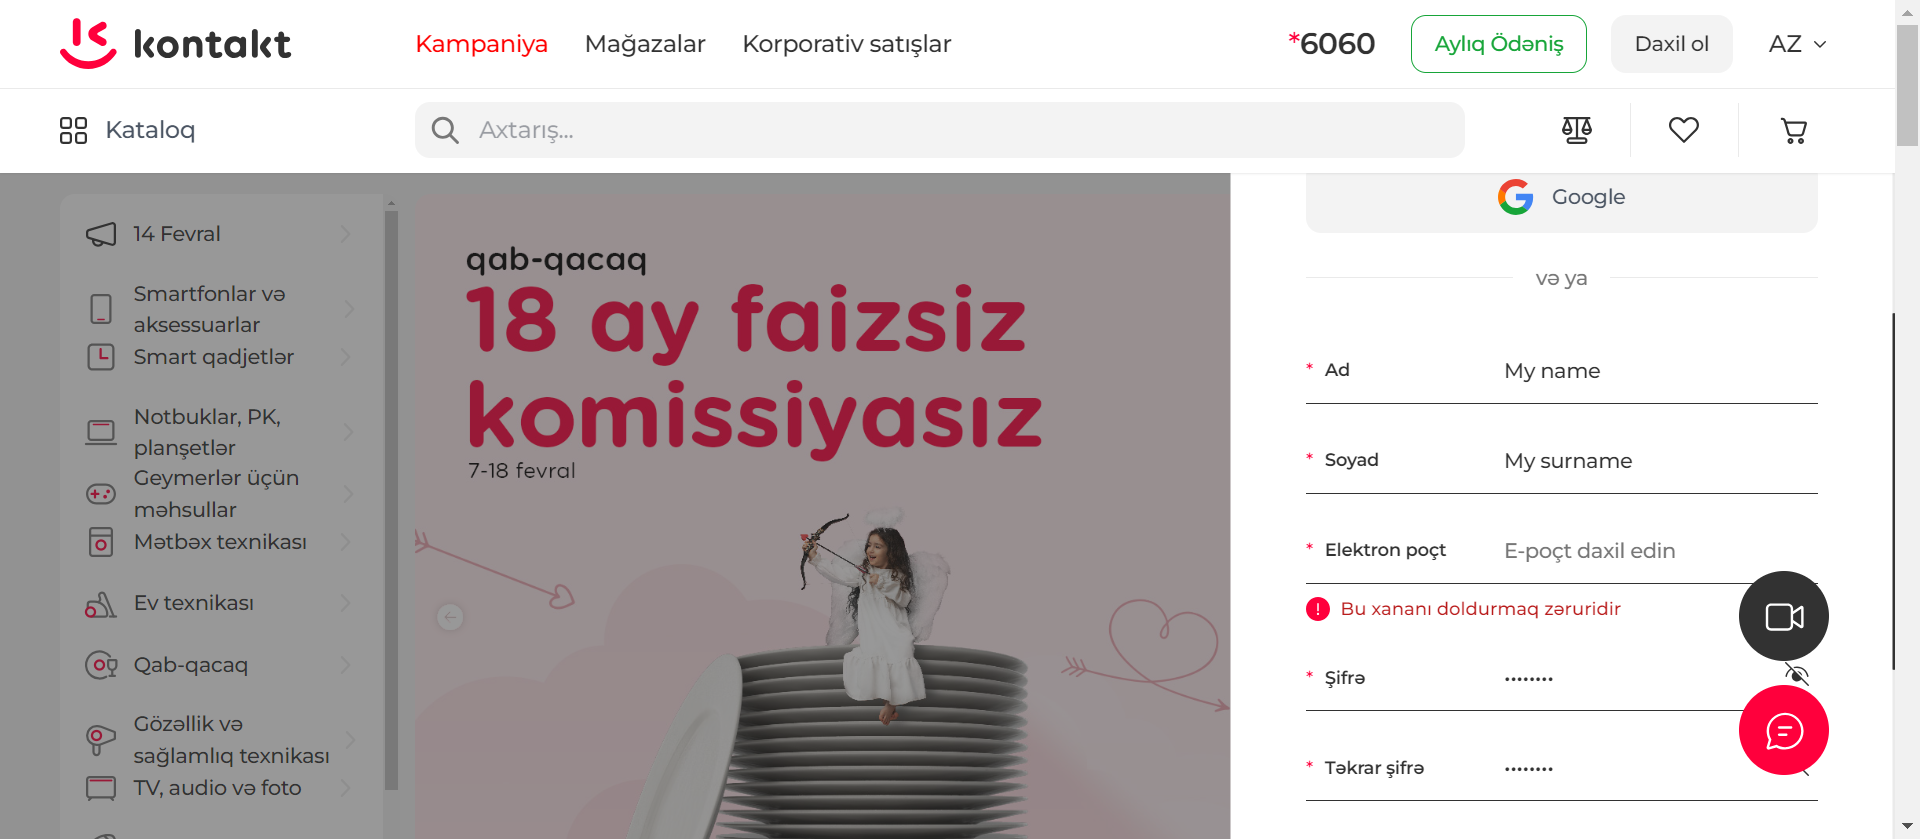 kontakt
Kampaniya
Mağazalar
Korporativ satışlar
*6060
Aylıq Ödəniş
Daxil ol
AZ
Kataloq
Axtarış...
14 Fevral
Smartfonlar və
aksessuarlar
Smart qadjetlər
Notbuklar, PK,
planşetlər
Geymerlər üçün
məhsullar
Mətbəx texnikası
Ev texnikası
Qab-qacaq
Gözəllik və
sağlamlıq texnikası
TV, audio və foto
qab-qacaq
18 ay faizsiz
komissiyasız
7-18 fevral
Google
və ya
* Ad
My name
* Soyad
My surname
* Elektron poçt
E-poçt daxil edin
! Bu xananı doldurmaq zəruridir
* Şifrə
••••••••
* Təkrar şifrə
••••••••